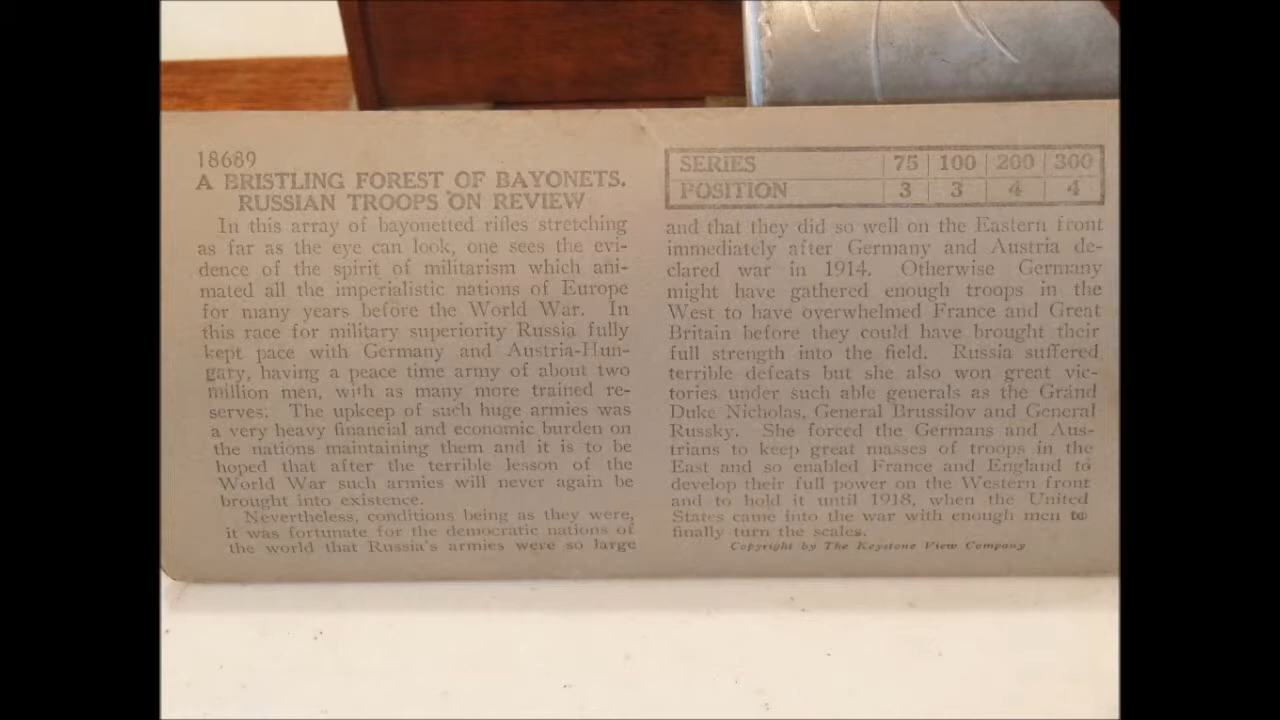 18689
A BRISTLING FOREST OF BAYONETS.
RUSSIAN TROOPS ON REVIEW
In this array of bayonetted rifles stretching
as far as the eye can look, one sees the evi-
dence of the spirit of militarism which ani-
mated all the imperialistic nations of Europe
for many years before the World War. In
this race for military superiority Russia fully
kept pace with Germany and Austria-Hun-
gary, having a peace time army of about two
million men, with as many more trained re-
serves. The upkeep of such huge armies was
a very heavy financial and economic burden on
the nations maintaining them and it is to be
hoped that after the terrible lesson of the
World War such armies will never again be
brought into existence.
Nevertheless, conditions being as they were,
it was fortunate for the democratic nations of
the world that Russia's armies were so large
SERIES 75 100 200 300
POSITION 3 3 4 4
and that they did so well on the Eastern front
immediately after Germany and Austria de-
clared war in 1914. Otherwise Germany
might have gathered enough troops in the
West to have overwhelmed France and Great
Britain before they could have brought their
full strength into the field. Russia suffered
terrible defeats but she also won great vic-
tories under such able generals as the Grand
Duke Nicholas, General Brussilov and General
Russky. She forced the Germans and Aus-
trians to keep great masses of troops in the
East and so enabled France and England to
develop their full power on the Western front
and to hold it until 1918, when the United
States came into the war with enough men to
finally turn the scales.
Copyright by The Keystone View Company